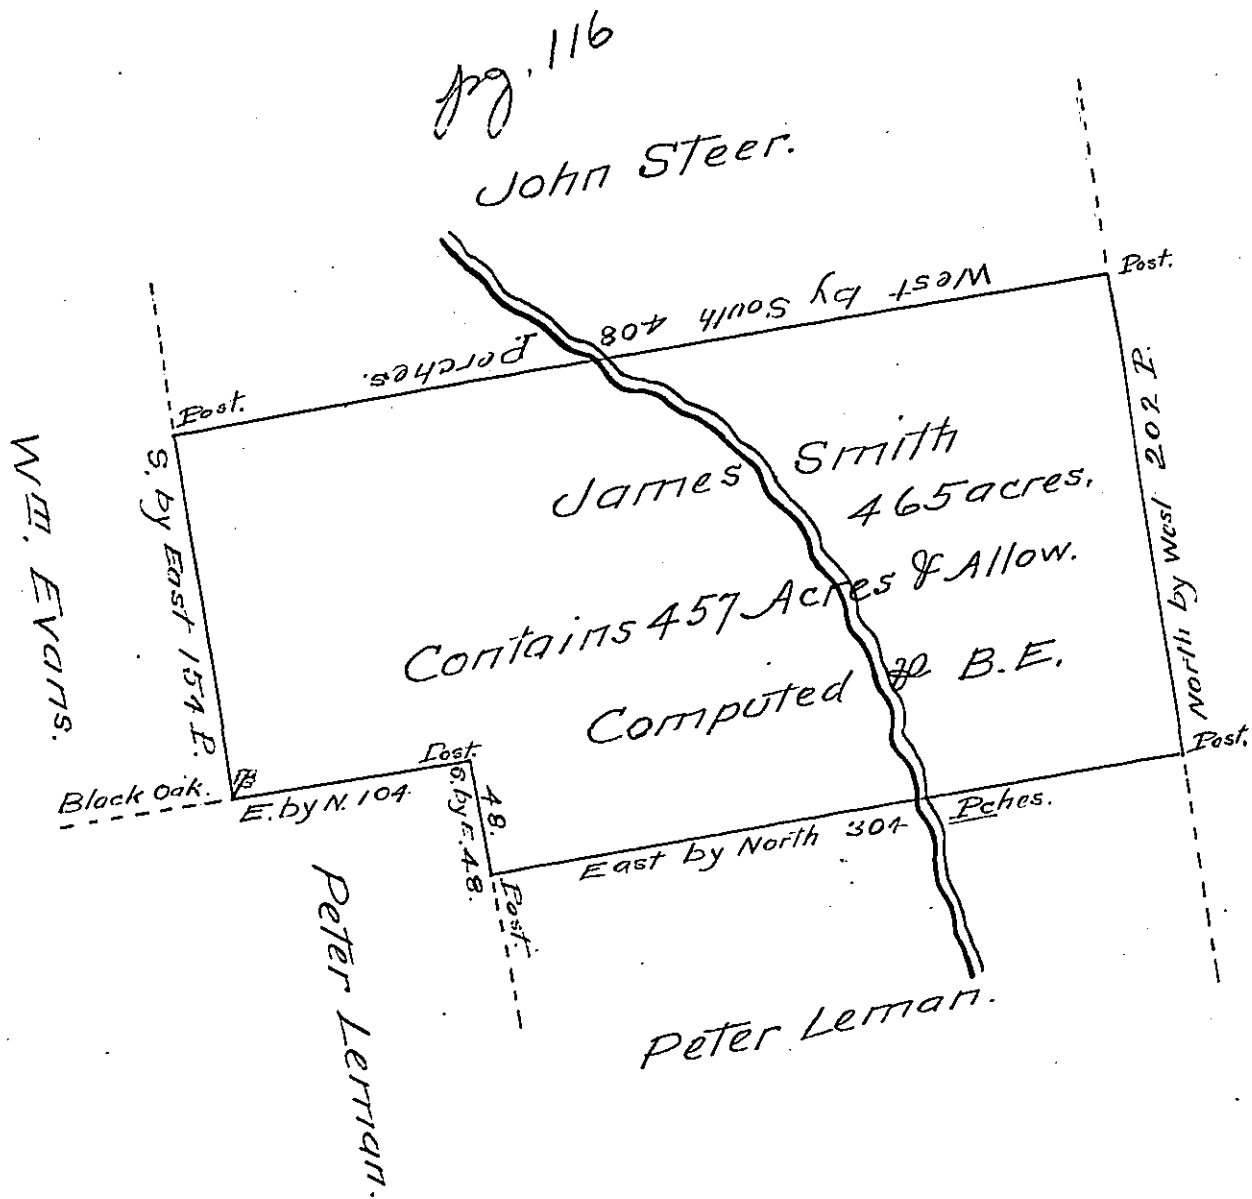 pg. 116
John Steer.
Post.
West by South 408 Perches.
Post.
North by West 202 P.
Wm. Evans.
S. by East 154 P.
James Smith
465 acres.
Contains 457 Acres & Allow.
Computed B.E.
Post.
Post.
Black Oak.
E. by N. 104
48.
S. by E. 48.
East by North 304 Pches.
Post.
Peter Leman.
Peter Leman.